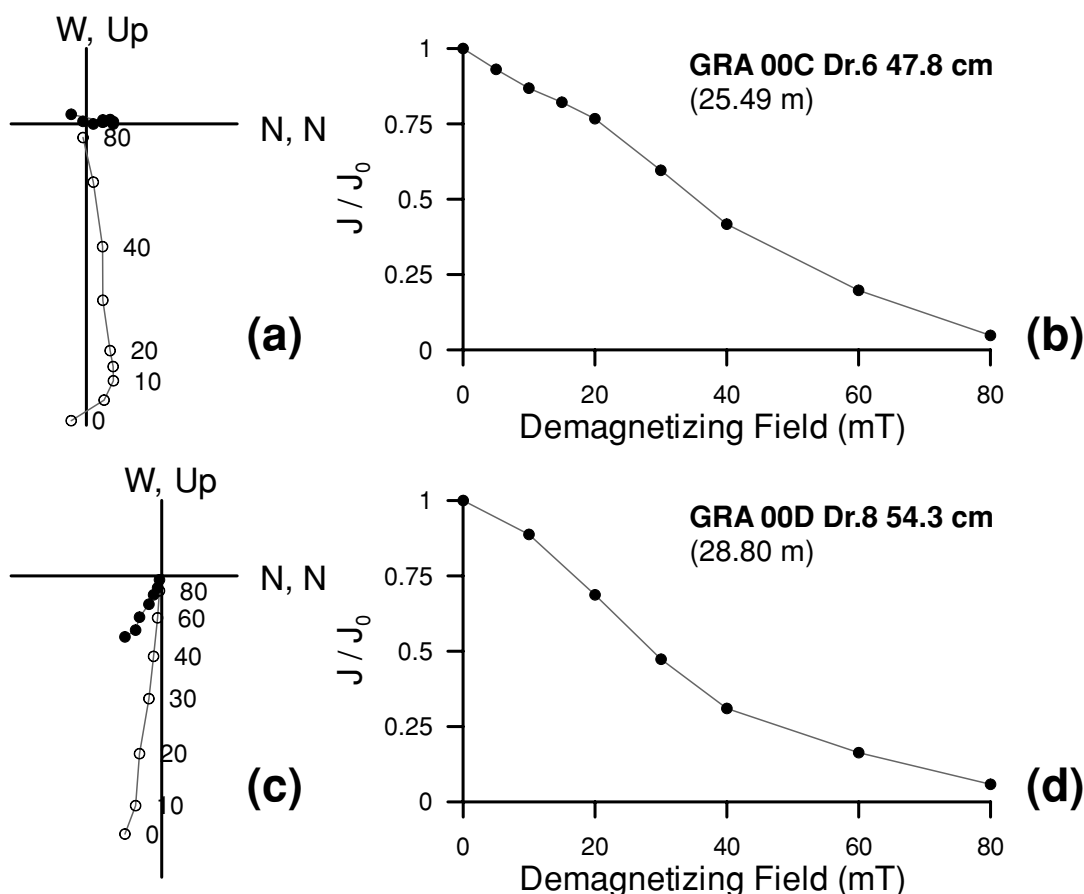 W, Up
N, N
80
40
20
10
0
(a)
1
0.75
0.5
0.25
0
J / J0
GRA 00C Dr.6 47.8 cm
(25.49 m)
0 20 40 60 80
Demagnetizing Field (mT)
(b)
W, Up
N, N
80
60
40
30
20
10
0
(c)
1
0.75
0.5
0.25
0
J / J0
GRA 00D Dr.8 54.3 cm
(28.80 m)
0 20 40 60 80
Demagnetizing Field (mT)
(d)